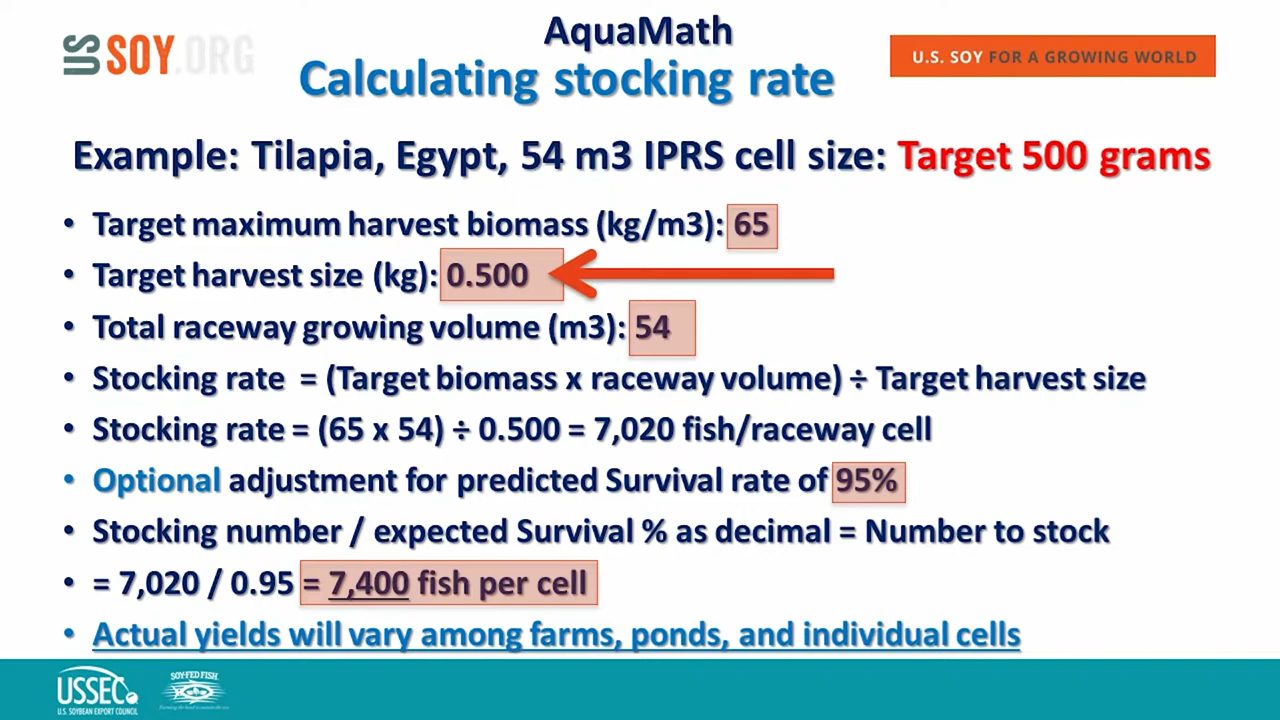 AquaMath
US SOY.ORG
Calculating stocking rate
U.S. SOY FOR A GROWING WORLD
Example: Tilapia, Egypt, 54 m3 IPRS cell size: Target 500 grams
• Target maximum harvest biomass (kg/m3): 65
• Target harvest size (kg): 0.500
• Total raceway growing volume (m3): 54
• Stocking rate = (Target biomass x raceway volume) ÷ Target harvest size
• Stocking rate = (65 x 54) ÷ 0.500 = 7,020 fish/raceway cell
• Optional adjustment for predicted Survival rate of 95%
• Stocking number / expected Survival % as decimal = Number to stock
• = 7,020 / 0.95 = 7,400 fish per cell
• Actual yields will vary among farms, ponds, and individual cells
USSEC
U.S. SOYBEAN EXPORT COUNCIL
SOY-FED FISH